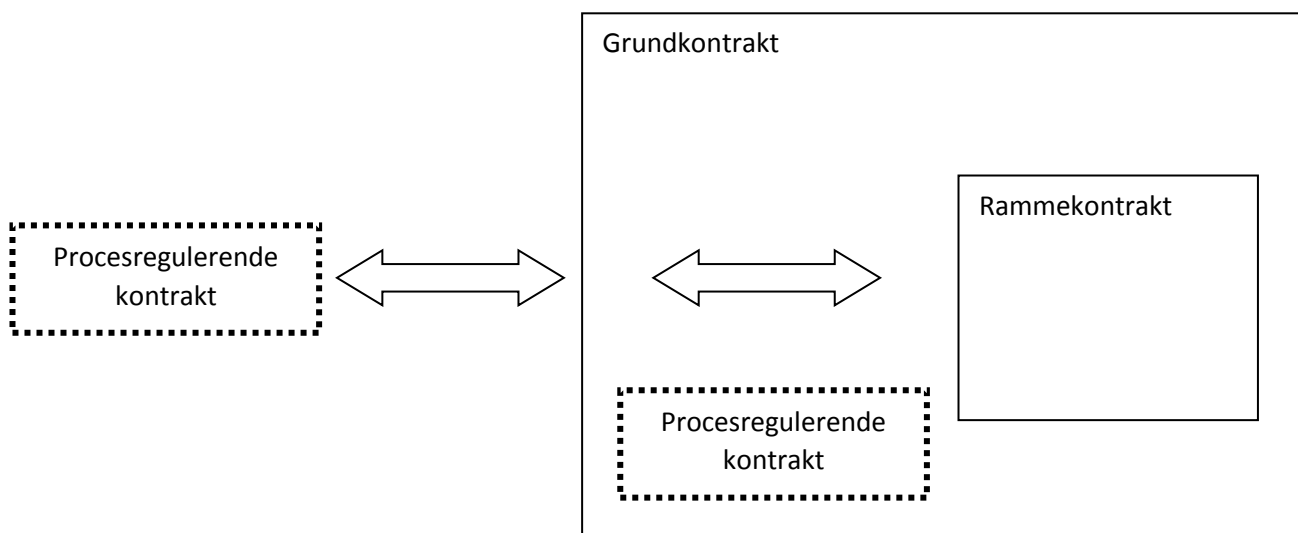 Grundkontrakt
Rammekontrakt
Procesregulerende
kontrakt
Procesregulerende
kontrakt